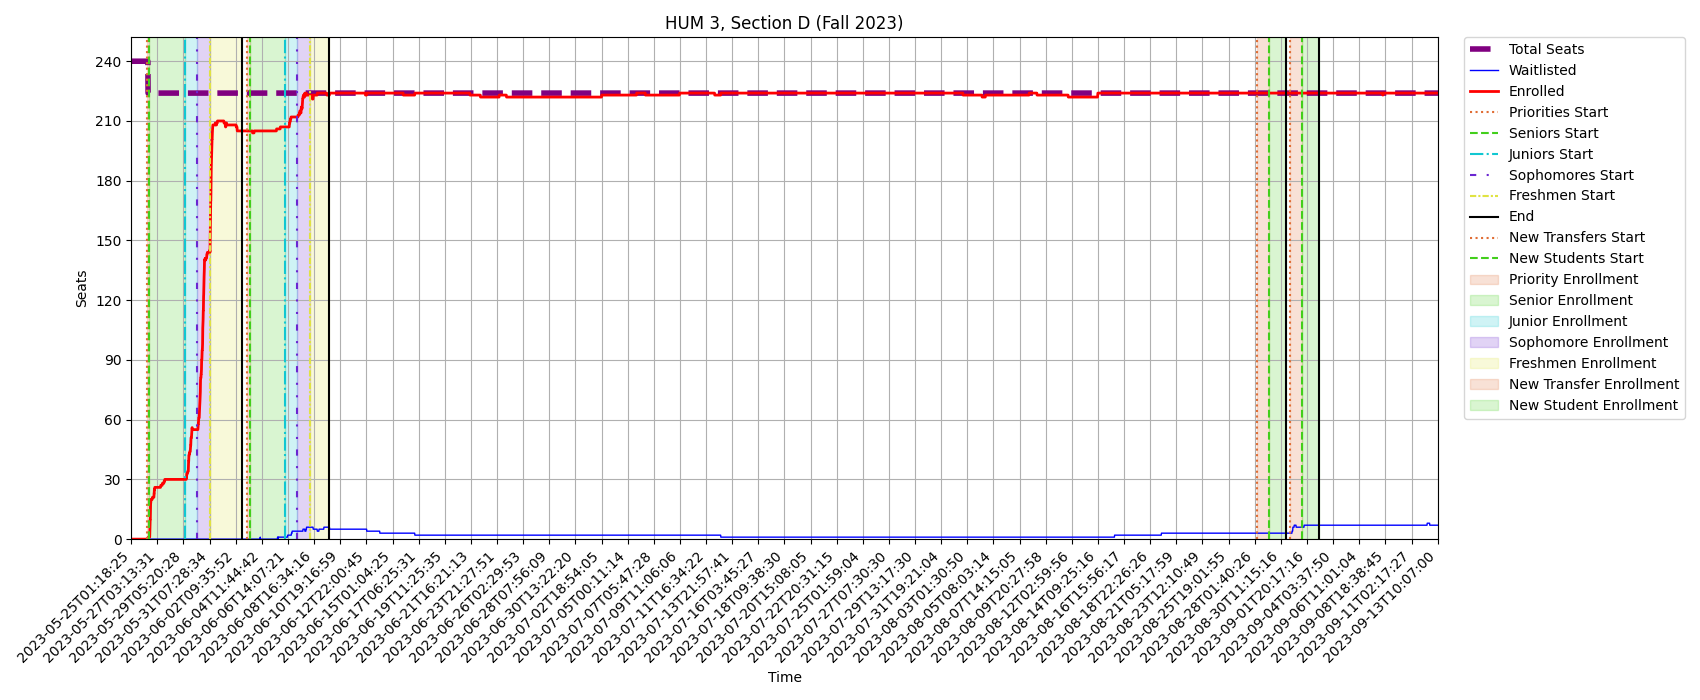 HUM 3, Section D (Fall 2023)
Seats
240
210
180
150
120
90
60
30
0
2023-05-25T01:18:25
2023-05-27T03:13:31
2023-05-29T05:20:28
2023-05-31T07:28:34
2023-06-02T09:35:52
2023-06-04T11:44:42
2023-06-06T14:07:21
2023-06-08T16:34:16
2023-06-10T19:16:59
2023-06-12T22:00:45
2023-06-15T01:04:25
2023-06-17T06:25:31
2023-06-19T11:25:35
2023-06-21T16:21:13
2023-06-23T21:27:51
2023-06-26T02:29:53
2023-06-28T07:56:09
2023-06-30T13:22:20
2023-07-02T18:54:05
2023-07-05T00:11:14
2023-07-07T05:47:28
2023-07-09T11:06:06
2023-07-11T16:34:22
2023-07-13T21:57:41
2023-07-16T03:45:27
2023-07-18T09:38:30
2023-07-20T15:08:05
2023-07-22T20:31:15
2023-07-25T01:59:04
2023-07-27T07:30:30
2023-07-29T13:17:30
2023-07-31T19:21:04
2023-08-03T01:30:50
2023-08-05T08:03:14
2023-08-07T14:15:05
2023-08-09T20:27:58
2023-08-12T02:59:56
2023-08-14T09:25:16
2023-08-16T15:56:17
2023-08-18T22:26:26
2023-08-21T05:17:59
2023-08-23T12:10:49
2023-08-25T19:01:55
2023-08-28T01:40:26
2023-08-30T11:15:16
2023-09-01T20:17:16
2023-09-04T03:37:50
2023-09-06T11:01:04
2023-09-08T18:38:45
2023-09-11T02:17:27
2023-09-13T10:07:00
Time
Total Seats
Waitlisted
Enrolled
Priorities Start
Seniors Start
Juniors Start
Sophomores Start
Freshmen Start
End
New Transfers Start
New Students Start
Priority Enrollment
Senior Enrollment
Junior Enrollment
Sophomore Enrollment
Freshmen Enrollment
New Transfer Enrollment
New Student Enrollment